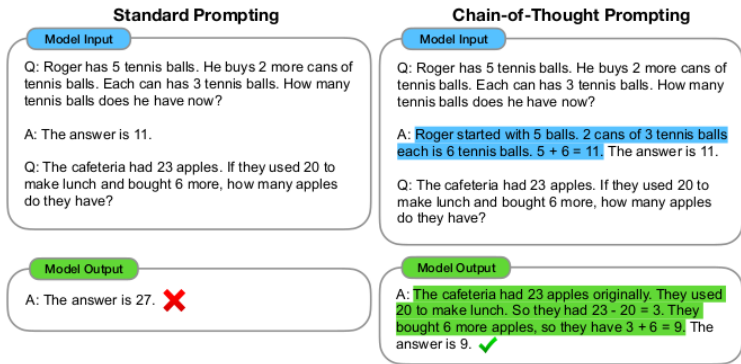 Standard Prompting
Model Input
Q: Roger has 5 tennis balls. He buys 2 more cans of
tennis balls. Each can has 3 tennis balls. How many
tennis balls does he have now?
A: The answer is 11.
Q: The cafeteria had 23 apples. If they used 20 to
make lunch and bought 6 more, how many apples
do they have?
Model Output
A: The answer is 27.
Chain-of-Thought Prompting
Model Input
Q: Roger has 5 tennis balls. He buys 2 more cans of
tennis balls. Each can has 3 tennis balls. How many
tennis balls does he have now?
A: Roger started with 5 balls. 2 cans of 3 tennis balls
each is 6 tennis balls. 5 + 6 = 11. The answer is 11.
Q: The cafeteria had 23 apples. If they used 20 to
make lunch and bought 6 more, how many apples
do they have?
Model Output
A: The cafeteria had 23 apples originally. They used
20 to make lunch. So they had 23 - 20 = 3. They
bought 6 more apples, so they have 3 + 6 = 9. The
answer is 9.